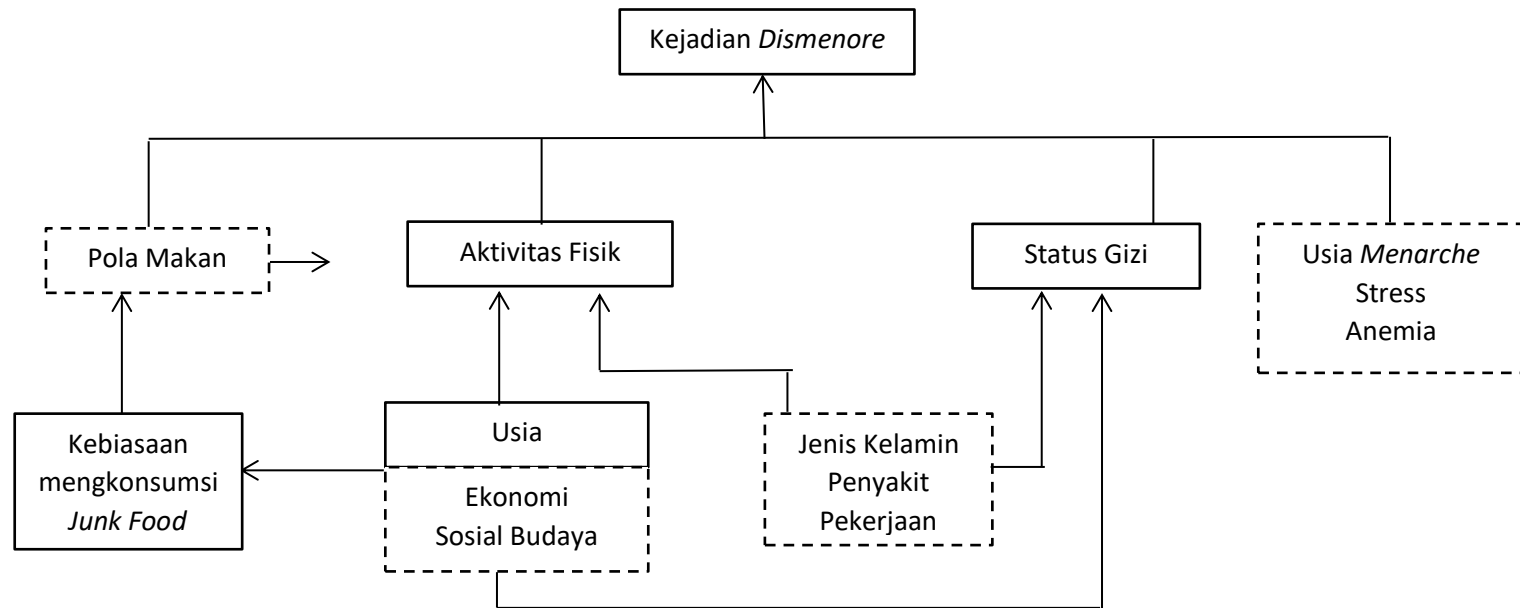 Kejadian Dismenore
Pola Makan
Aktivitas Fisik
Status Gizi
Usia Menarche
Stress
Anemia
Kebiasaan
mengkonsumsi
Junk Food
Usia
Ekonomi
Sosial Budaya
Jenis Kelamin
Penyakit
Pekerjaan